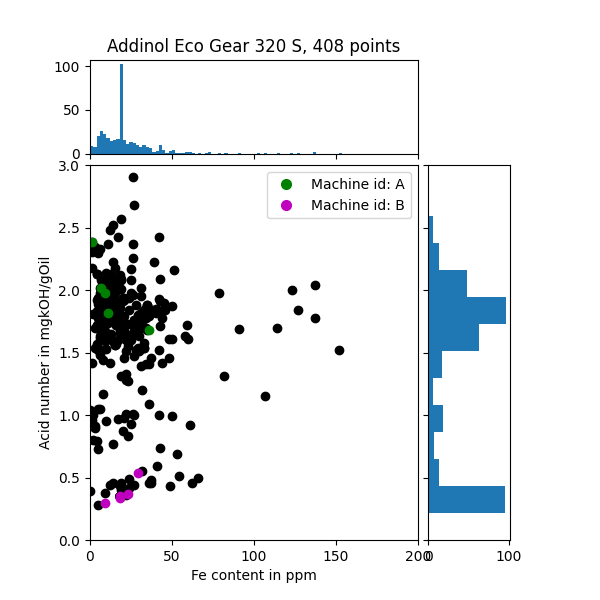 Addinol Eco Gear 320 S, 408 points
100
50
0
3.0
2.5
2.0
1.5
1.0
0.5
0.0
Acid number in mgkOH/gOil
Machine id: A
Machine id: B
0 50 100 150 200
0 100
Fe content in ppm